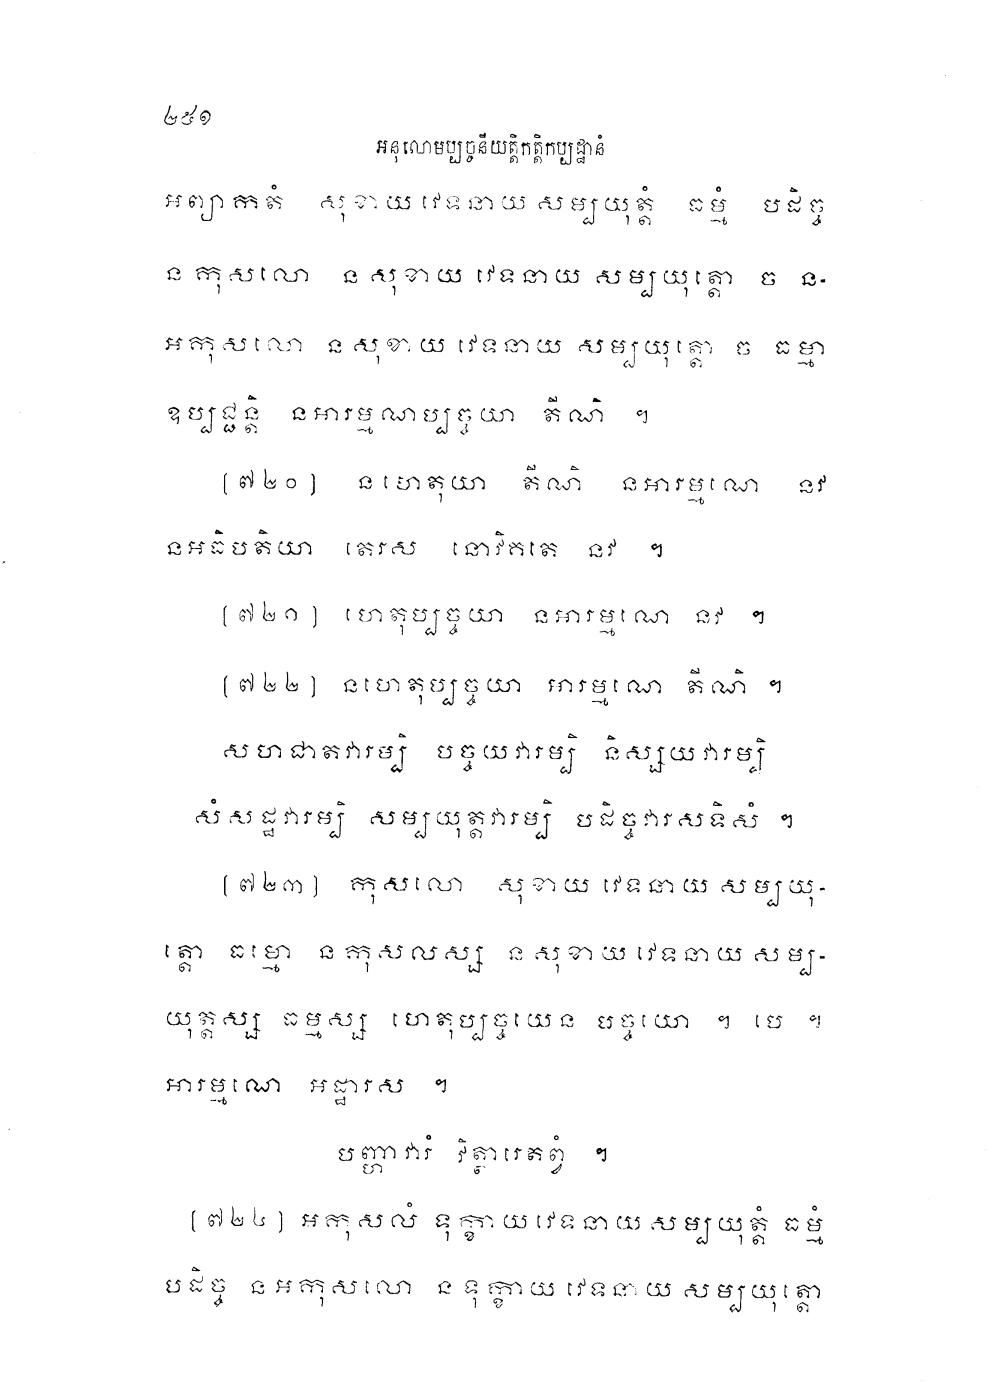 ២៥១
អនុលោមប្បច្ចនីយត្តិកត្តិកប្បដ្ឋានំ
អព្យាកតំ សុខាយ វេទនាយ សម្បយុត្តំ ធម្មំ បដិច្ច
ន កុសលោ ន សុខាយ វេទនាយ សម្បយុត្តោ ច ន-
អកុសលោ ន សុខាយ វេទនាយ សម្បយុត្តោ ច ធម្មា
ឧប្បជ្ជន្តិ នអារម្មណប្បច្ចយា តីណិ ។
[៧២០] នហេតុយា តីណិ នអារម្មណេ នវ
នអធិបតិយា តេរស នោវិកតេ នវ ។
[៧២១] ហេតុប្បច្ចយា នអារម្មណេ នវ ។
[៧២២] នហេតុប្បច្ចយា អារម្មណេ តីណិ ។
សហជាតវារម្បិ បច្ចយវារម្បិ និស្សយវារម្បិ
សំសដ្ឋវារម្បិ សម្បយុត្តវារម្បិ បដិច្ចវារសទិសំ ។
[៧២៣] កុសលោ សុខាយ វេទនាយ សម្បយុ-
ត្តោ ធម្មោ ន កុសលស្ស ន សុខាយ វេទនាយ សម្ប-
យុត្តស្ស ធម្មស្ស ហេតុប្បច្ចយេន បច្ចយោ ។ បេ ។
អារម្មណេ អដ្ឋារស ។
បញ្ហាវារំ វិត្ថារេតព្វំ ។
[៧២៤] អកុសលំ ទុក្ខាយ វេទនាយ សម្បយុត្តំ ធម្មំ
បដិច្ច ន អកុសលោ ន ទុក្ខាយ វេទនាយ សម្បយុត្តោ